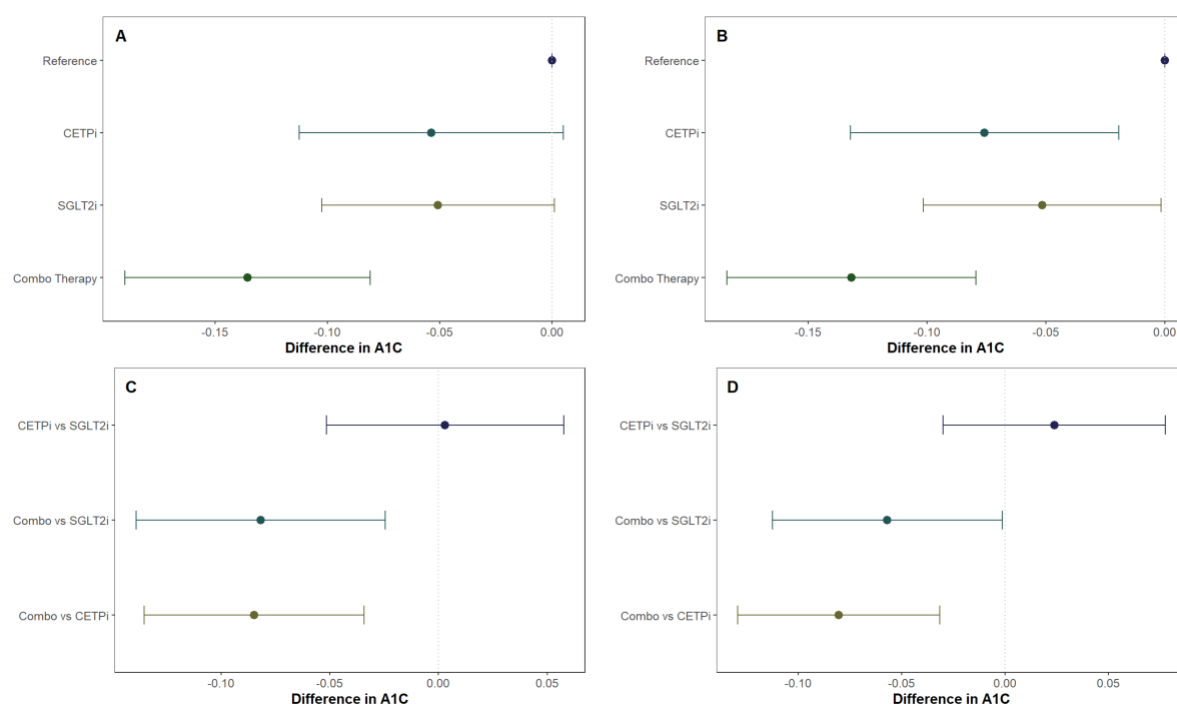 A
Reference
CETPi
SGLT2i
Combo Therapy
-0.15 -0.10 -0.05 0.00
Difference in A1C
B
Reference
CETPi
SGLT2i
Combo Therapy
-0.15 -0.10 -0.05 0.00
Difference in A1C
C
CETPi vs SGLT2i
Combo vs SGLT2i
Combo vs CETPi
-0.10 -0.05 0.00 0.05
Difference in A1C
D
CETPi vs SGLT2i
Combo vs SGLT2i
Combo vs CETPi
-0.10 -0.05 0.00 0.05
Difference in A1C